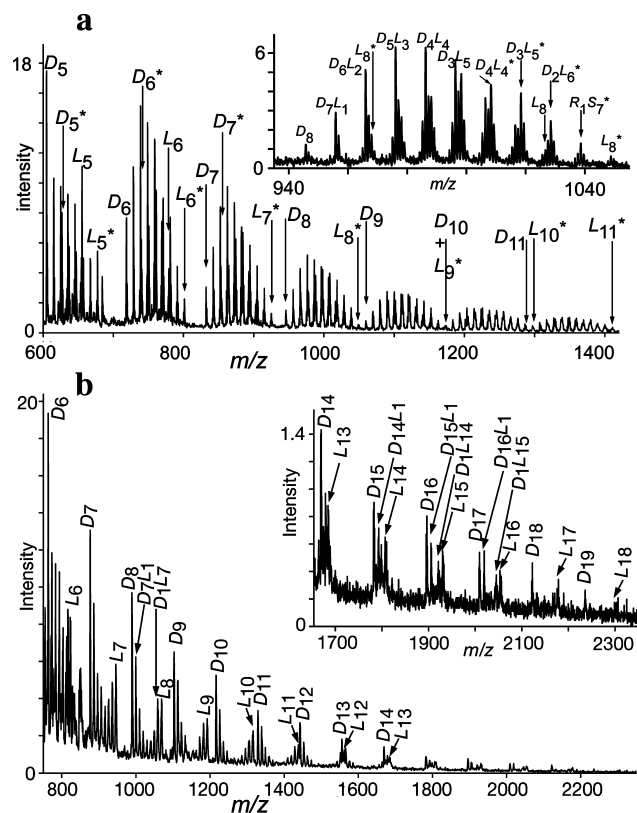 a
18
0
intensity
D5
D5*
L5
L5*
D6
D6*
L6
L6*
D7
D7*
L7*
D8
L8*
D9
D10
+
L9*
D11
L10*
L11*
600 800 1000 1200 1400
m/z
6
0
D8
D7L1
D6L2
L8*
D5L3
D4L4
D3L5
D4L4*
D3L5*
L8
D2L6*
R1S7*
L8*
940 1040
m/z
b
20
10
0
Intensity
D6
L6
D7
L7
D8
D7L1
D1L7
L8
D9
L9
D10
L10
D11
L11
D12
D13
L12
D14
L13
800 1000 1200 1400 1600 1800 2000 2200
m/z
1.4
0
Intensity
D14
L13
D15
D14L1
L14
D16
D15L1
D1L14
L15
D17
D16L1
D1L15
L16
D18
L17
D19
L18
1700 1900 2100 2300
m/z